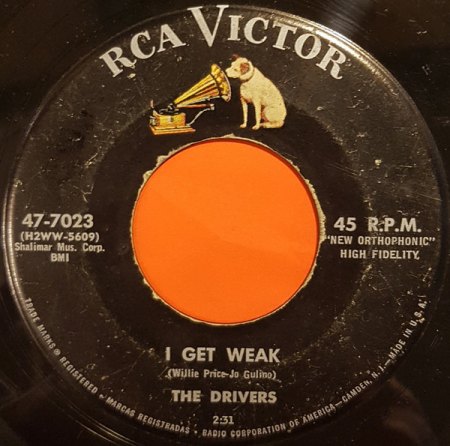 RCA VICTOR
47-7023
(H2WW-5609)
Shalimar Mus. Corp.
BMI
45 R.P.M.
"NEW ORTHOPHONIC"
HIGH FIDELITY
I GET WEAK
(Willie Price-Jo Gulino)
THE DRIVERS
2:31
TRADE MARKS ® REGISTERED • MARCAS REGISTRADAS • RADIO CORPORATION OF AMERICA—CAMDEN, N.J.—MADE IN U.S.A.